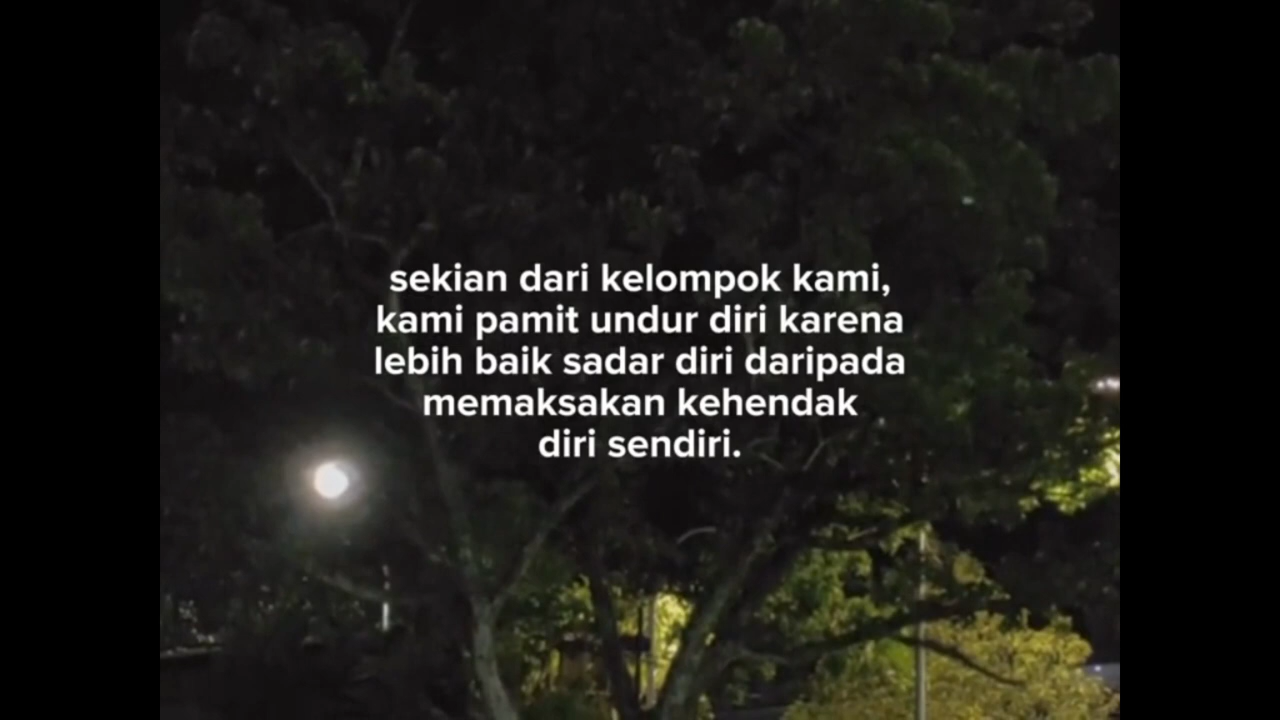 sekian dari kelompok kami,
kami pamit undur diri karena
lebih baik sadar diri daripada
memaksakan kehendak
diri sendiri.